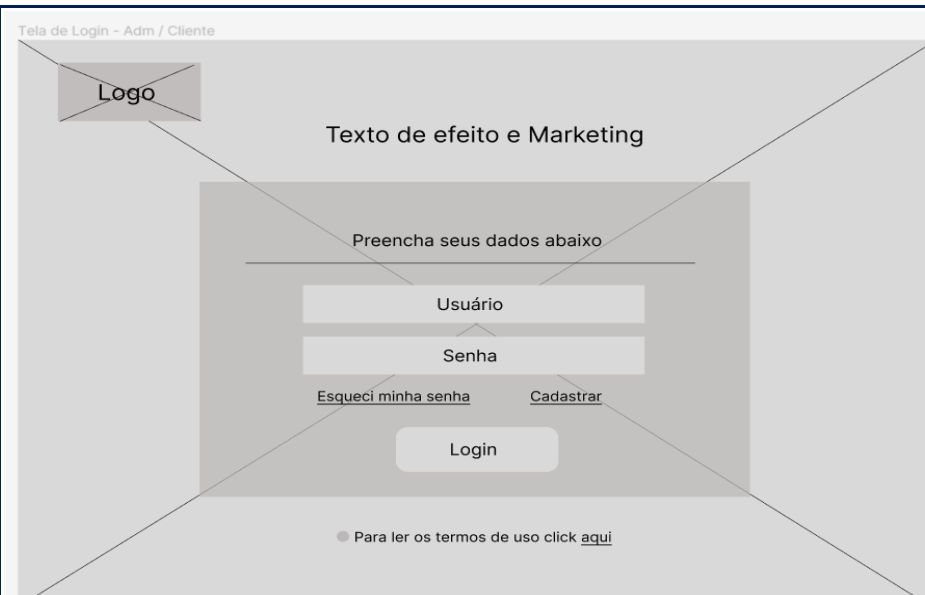 Tela de Login - Adm / Cliente
Logo
Texto de efeito e Marketing
Preencha seus dados abaixo
Usuário
Senha
Esqueci minha senha Cadastrar
Login
Para ler os termos de uso click aqui